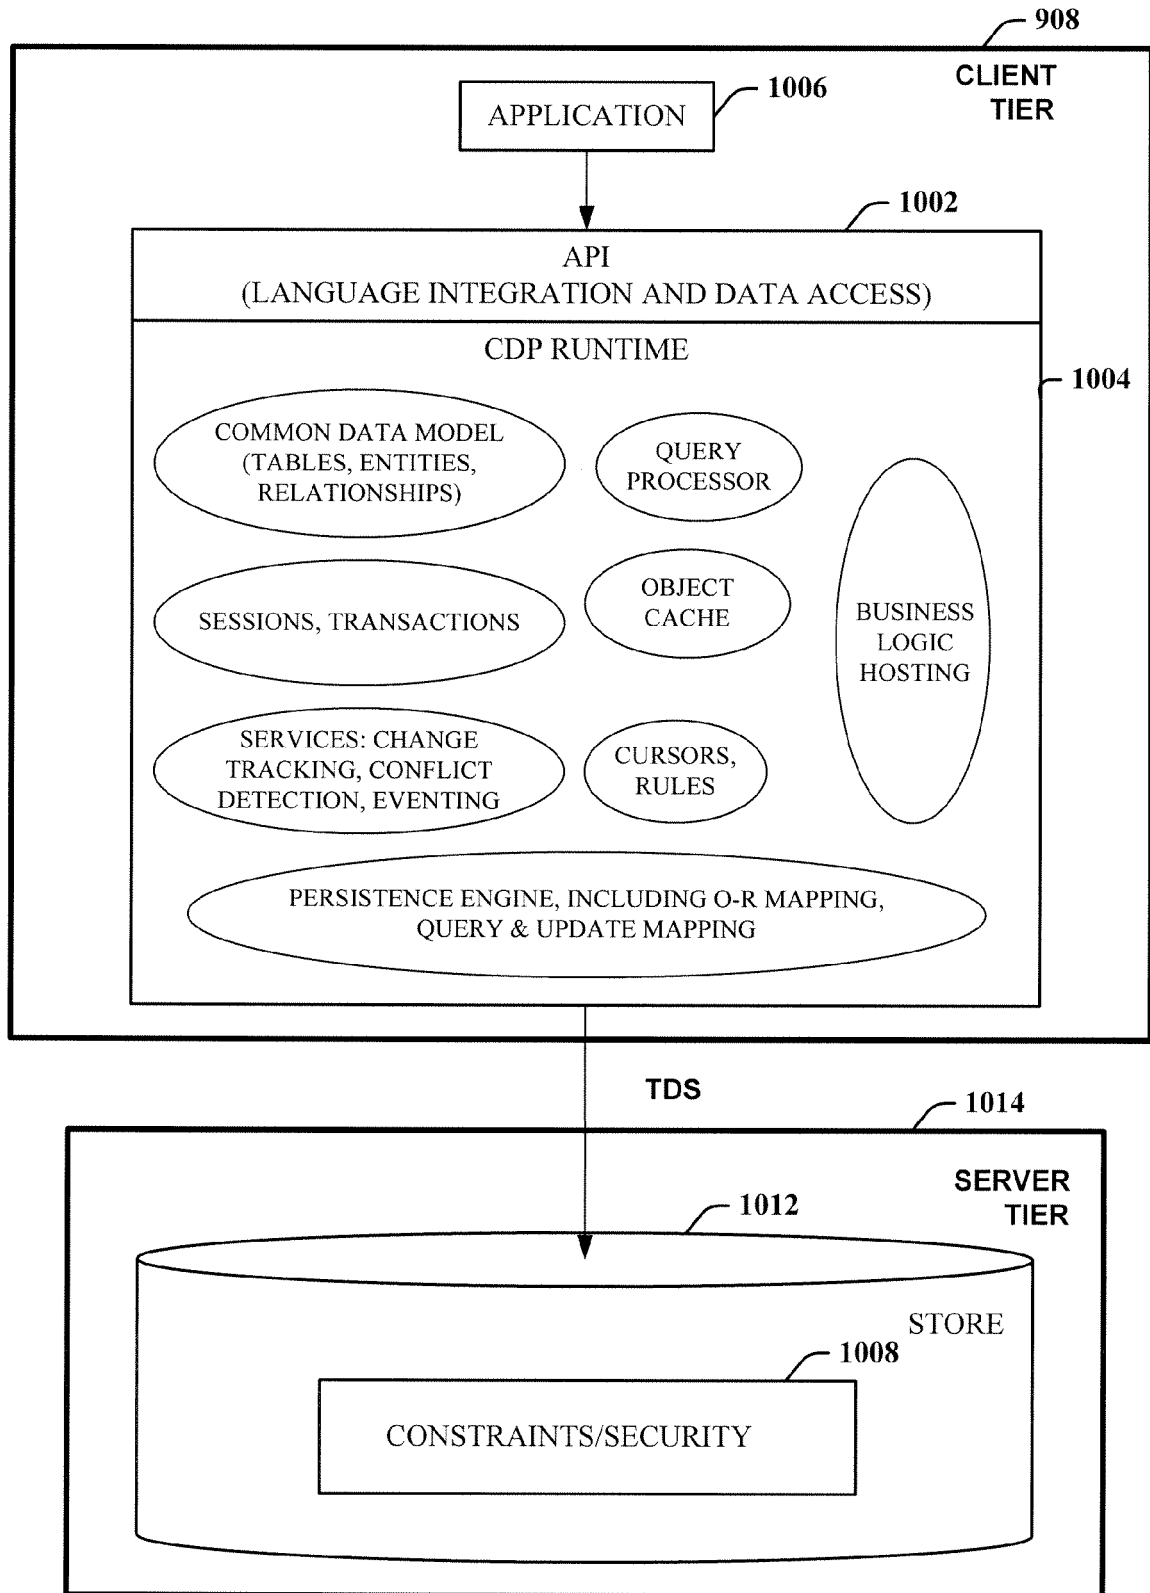 908
CLIENT
TIER
1006
APPLICATION
1002
API
(LANGUAGE INTEGRATION AND DATA ACCESS)
CDP RUNTIME
1004
COMMON DATA MODEL
(TABLES, ENTITIES,
RELATIONSHIPS)
QUERY
PROCESSOR
SESSIONS, TRANSACTIONS
OBJECT
CACHE
BUSINESS
LOGIC
HOSTING
SERVICES: CHANGE
TRACKING, CONFLICT
DETECTION, EVENTING
CURSORS,
RULES
PERSISTENCE ENGINE, INCLUDING O-R MAPPING,
QUERY & UPDATE MAPPING
TDS
1014
SERVER
TIER
1012
STORE
1008
CONSTRAINTS/SECURITY